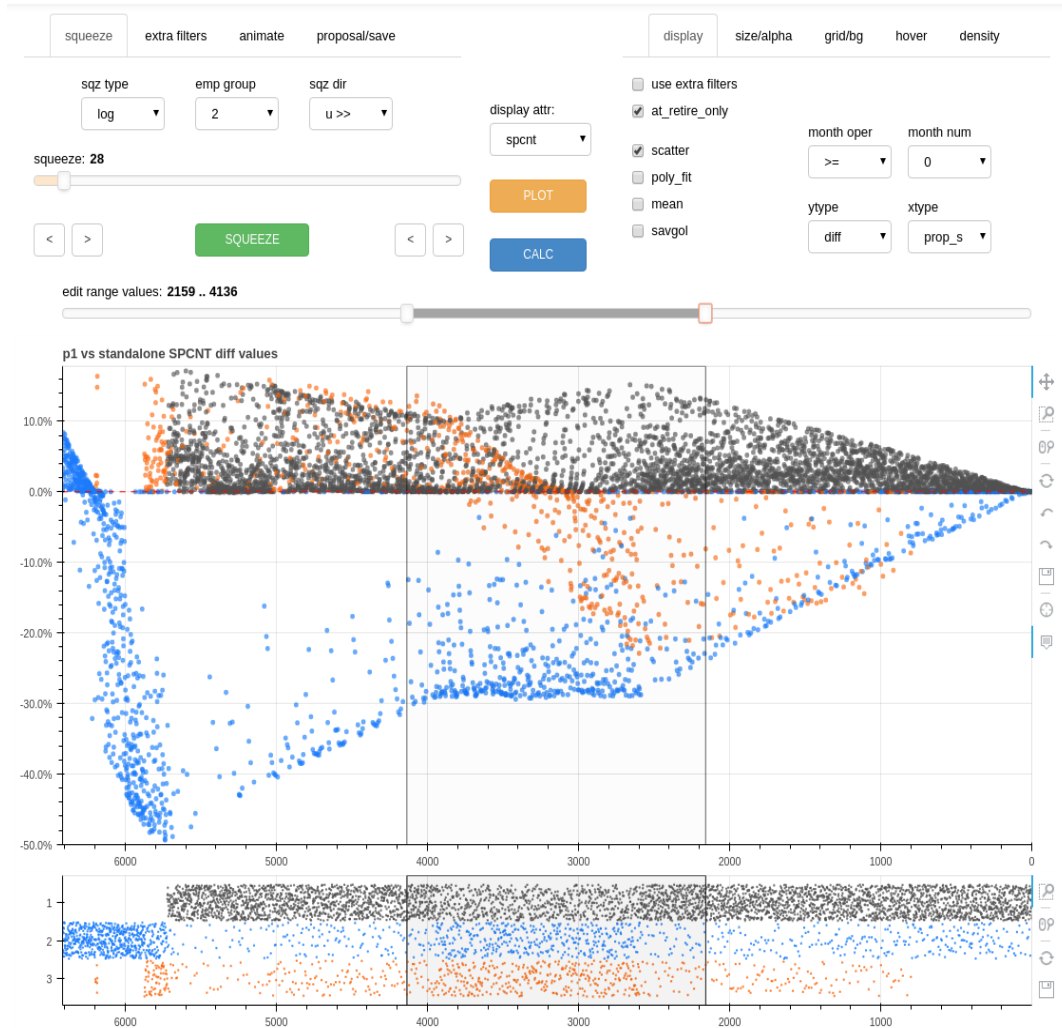 squeeze extra filters animate proposal/save
display size/alpha grid/bg hover density
sqz type emp group sqz dir
log 2 u >>
squeeze: 28
< > SQUEEZE < >
display attr:
spcnt
PLOT
CALC
use extra filters
at_retire_only
scatter
poly_fit
mean
savgol
month oper month num
>= 0
ytype xtype
diff prop_s
edit range values: 2159 .. 4136
p1 vs standalone SPCNT diff values
10.0%
0.0%
-10.0%
-20.0%
-30.0%
-40.0%
-50.0%
6000 5000 4000 3000 2000 1000 0
1
2
3
6000 5000 4000 3000 2000 1000 0